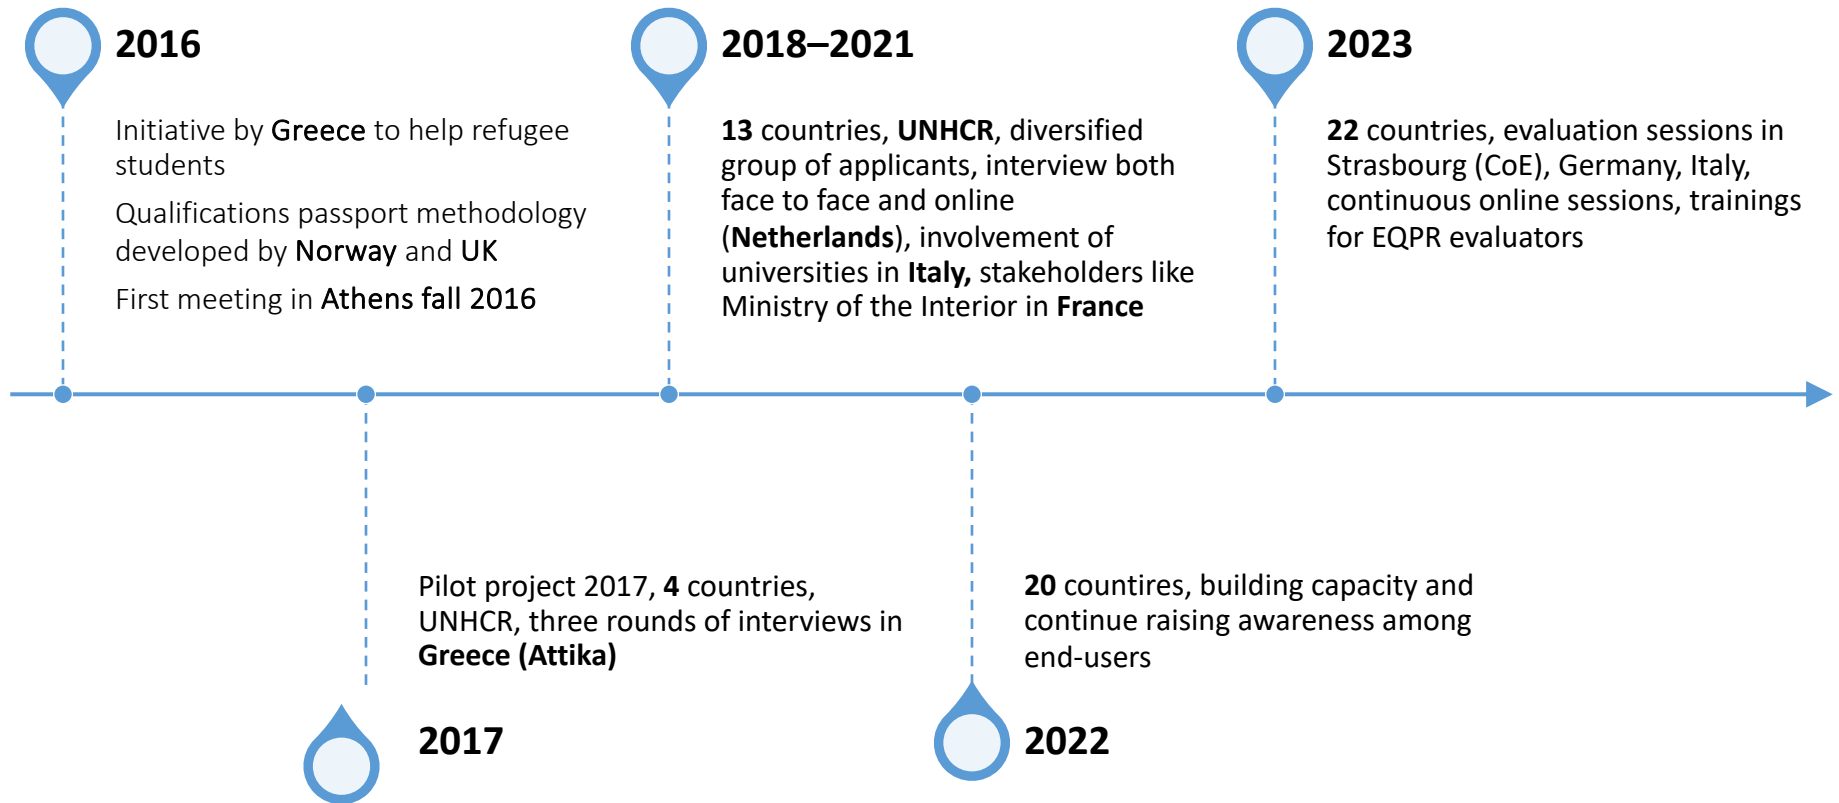 2016
Initiative by Greece to help refugee
students
Qualifications passport methodology
developed by Norway and UK
First meeting in Athens fall 2016
2018–2021
13 countries, UNHCR, diversified
group of applicants, interview both
face to face and online
(Netherlands), involvement of
universities in Italy, stakeholders like
Ministry of the Interior in France
2023
22 countries, evaluation sessions in
Strasbourg (CoE), Germany, Italy,
continuous online sessions, trainings
for EQPR evaluators
Pilot project 2017, 4 countries,
UNHCR, three rounds of interviews in
Greece (Attika)
2017
20 countires, building capacity and
continue raising awareness among
end-users
2022